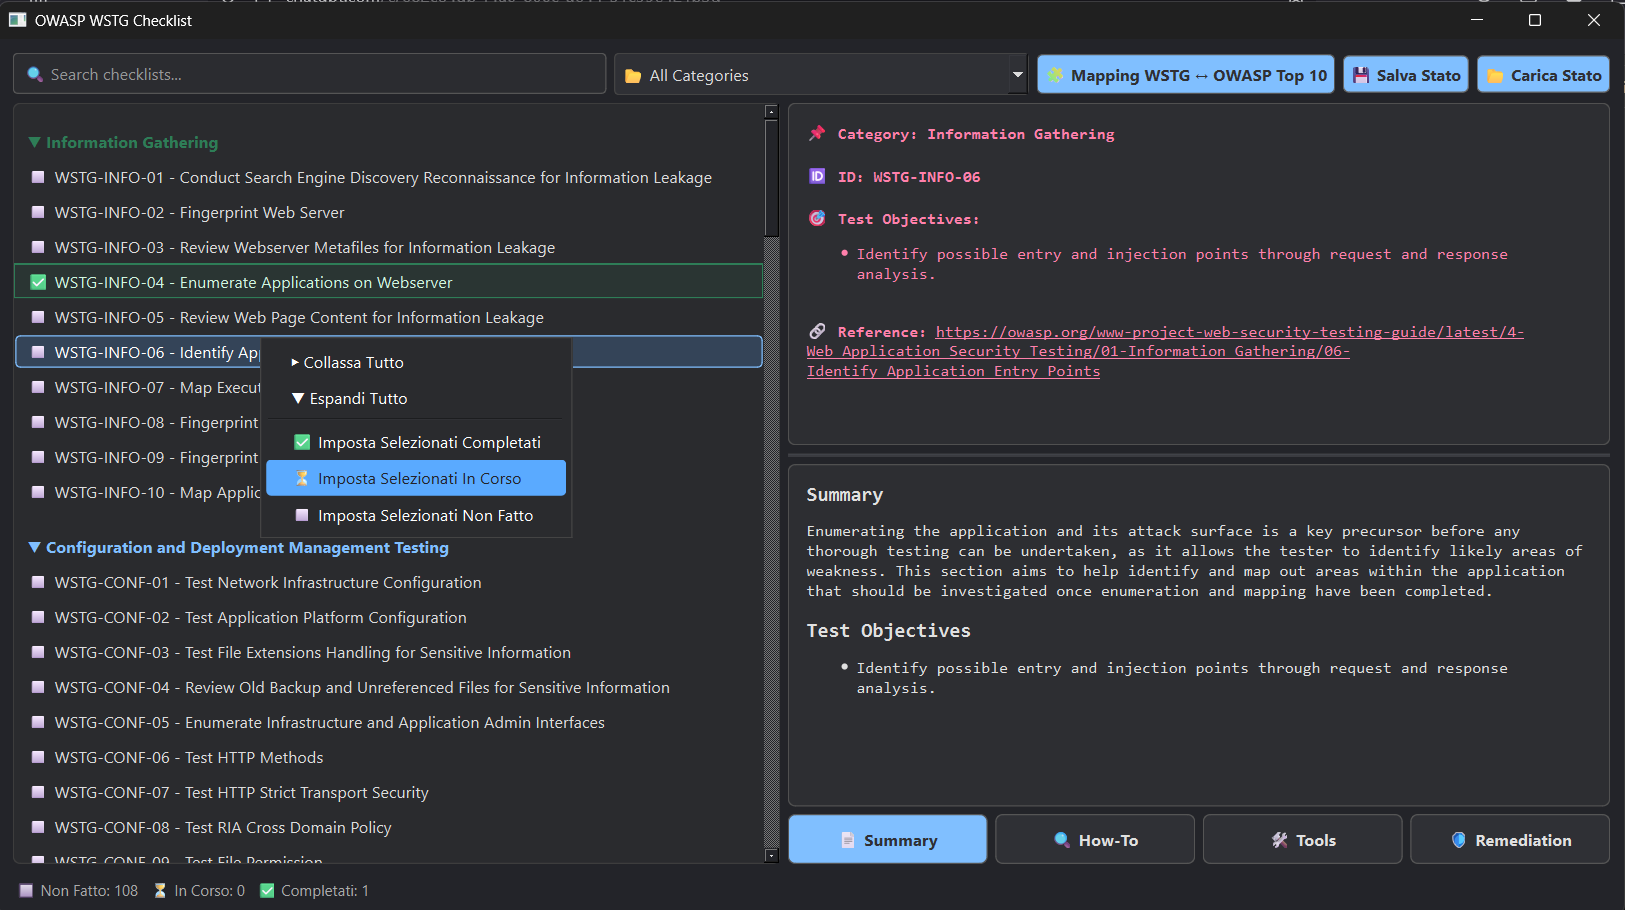 OWASP WSTG Checklist
Search checklists...
All Categories
Mapping WSTG ↔ OWASP Top 10
Salva Stato
Carica Stato
▼ Information Gathering
WSTG-INFO-01 - Conduct Search Engine Discovery Reconnaissance for Information Leakage
WSTG-INFO-02 - Fingerprint Web Server
WSTG-INFO-03 - Review Webserver Metafiles for Information Leakage
WSTG-INFO-04 - Enumerate Applications on Webserver
WSTG-INFO-05 - Review Web Page Content for Information Leakage
WSTG-INFO-06 - Identify Ap
WSTG-INFO-07 - Map Execut
WSTG-INFO-08 - Fingerprint
WSTG-INFO-09 - Fingerprint
WSTG-INFO-10 - Map Applic
▸ Collassa Tutto
▼ Espandi Tutto
Imposta Selezionati Completati
Imposta Selezionati In Corso
Imposta Selezionati Non Fatto
▼ Configuration and Deployment Management Testing
WSTG-CONF-01 - Test Network Infrastructure Configuration
WSTG-CONF-02 - Test Application Platform Configuration
WSTG-CONF-03 - Test File Extensions Handling for Sensitive Information
WSTG-CONF-04 - Review Old Backup and Unreferenced Files for Sensitive Information
WSTG-CONF-05 - Enumerate Infrastructure and Application Admin Interfaces
WSTG-CONF-06 - Test HTTP Methods
WSTG-CONF-07 - Test HTTP Strict Transport Security
WSTG-CONF-08 - Test RIA Cross Domain Policy
WSTG-CONF-09 - Test File Permission
Category: Information Gathering
ID: WSTG-INFO-06
Test Objectives:
• Identify possible entry and injection points through request and response
analysis.
Reference: https://owasp.org/www-project-web-security-testing-guide/latest/4-
Web_Application_Security_Testing/01-Information_Gathering/06-
Identify_Application_Entry_Points
Summary
Enumerating the application and its attack surface is a key precursor before any
thorough testing can be undertaken, as it allows the tester to identify likely areas of
weakness. This section aims to help identify and map out areas within the application
that should be investigated once enumeration and mapping have been completed.
Test Objectives
• Identify possible entry and injection points through request and response
analysis.
Summary
How-To
Tools
Remediation
Non Fatto: 108
In Corso: 0
Completati: 1